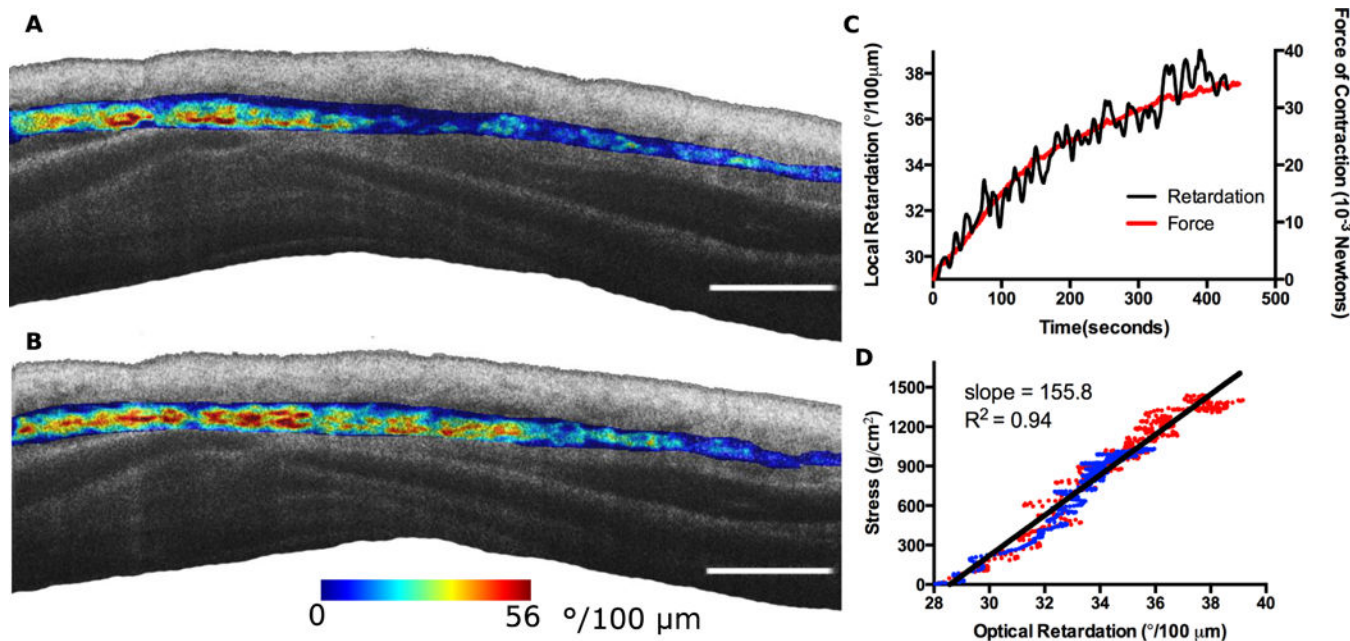 A
B
0 56 °/100 μm
C
Local Retardation (°/100μm)
38
36
34
32
30
0 100 200 300 400 500
Time(seconds)
40
30
20
10
0
Force of Contraction (10⁻³ Newtons)
Retardation
Force
D
slope = 155.8
R² = 0.94
Stress (g/cm²)
1500
1200
900
600
300
0
28 30 32 34 36 38 40
Optical Retardation (°/100 μm)